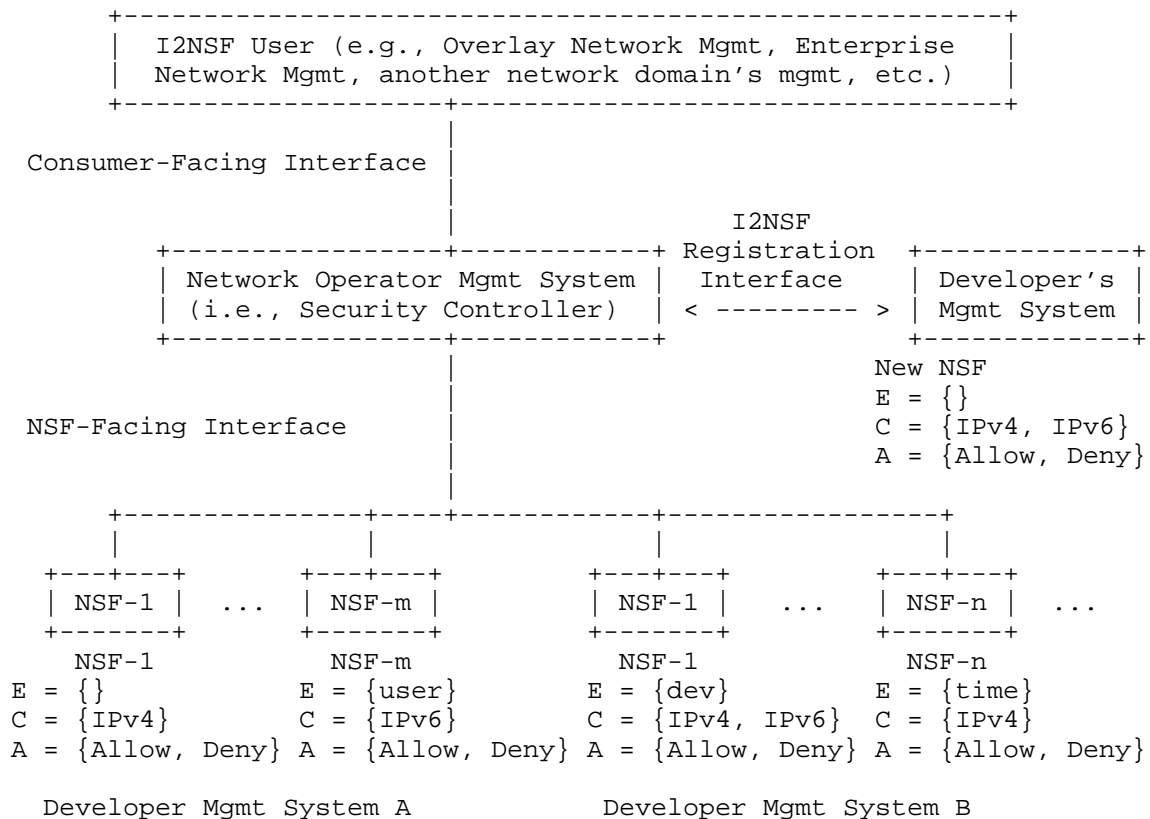 +-------------------------------------------------------+
|  I2NSF User (e.g., Overlay Network Mgmt, Enterprise   |
|  Network Mgmt, another network domain's mgmt, etc.)   |
+--------------------+----------------------------------+
|
Consumer-Facing Interface |
|
| I2NSF
+-----------------+------------+ Registration +-------------+
| Network Operator Mgmt System | Interface | Developer's |
| (i.e., Security Controller) | < --------- > | Mgmt System |
+-----------------+------------+ +-------------+
| New NSF
| E = {}
NSF-Facing Interface | C = {IPv4, IPv6}
| A = {Allow, Deny}
|
+---------------+----+------------+-----------------+
| | | |
+---+---+ +---+---+ +---+---+ +---+---+
| NSF-1 | ... | NSF-m | | NSF-1 | ... | NSF-n | ...
+-------+ +-------+ +-------+ +-------+
NSF-1 NSF-m NSF-1 NSF-n
E = {} E = {user} E = {dev} E = {time}
C = {IPv4} C = {IPv6} C = {IPv4, IPv6} C = {IPv4}
A = {Allow, Deny} A = {Allow, Deny} A = {Allow, Deny} A = {Allow, Deny}
Developer Mgmt System A Developer Mgmt System B